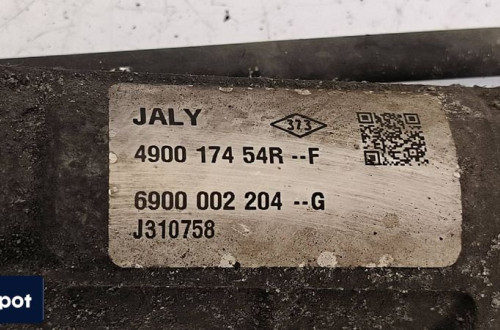 JALY
373
4900 174 54R --F
6900 002 204 --G
J310758
pot